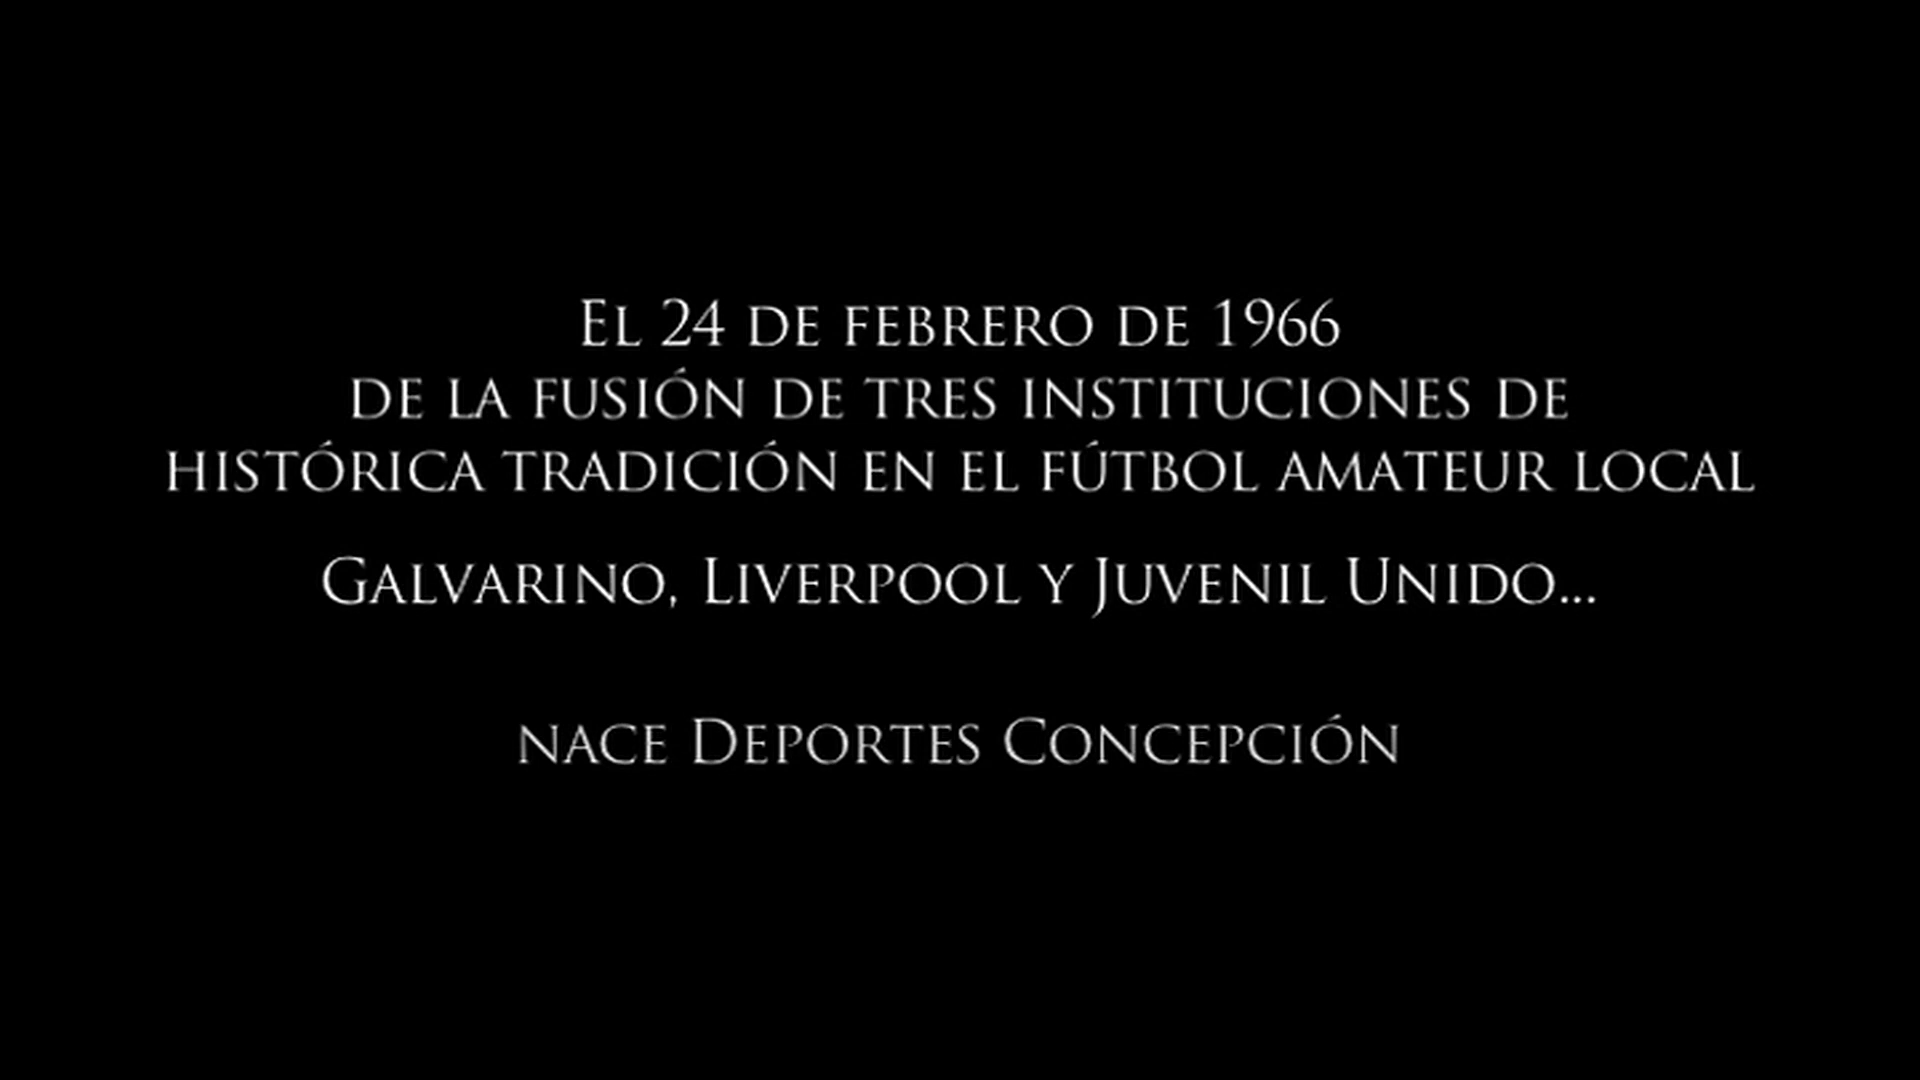 El 24 de febrero de 1966
de la fusión de tres instituciones de
histórica tradición en el fútbol amateur local
Galvarino, Liverpool y Juvenil Unido...
nace Deportes Concepción